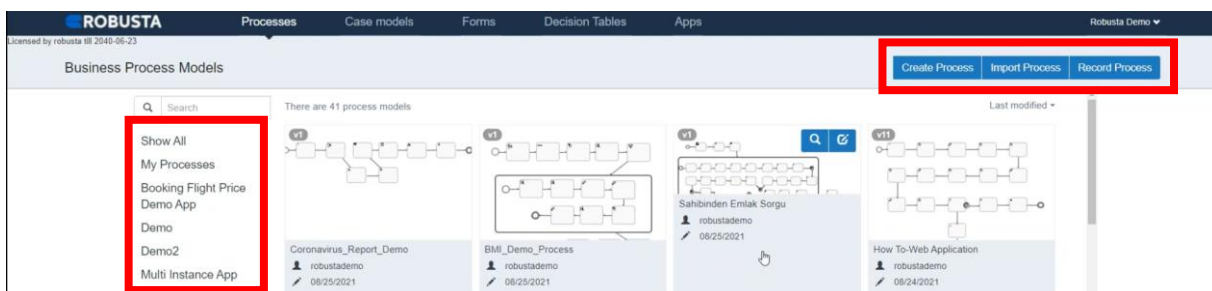 ROBUSTA Processes Case models Forms Decision Tables Apps Robusta Demo
Licensed by robusta till 2040-06-23
Business Process Models Create Process Import Process Record Process
Search There are 41 process models Last modified
Show All
My Processes
Booking Flight Price
Demo App
Demo
Demo2
Multi Instance App
v1
Coronavirus_Report_Demo
robustademo
08/25/2021
v1
BMI_Demo_Process
robustademo
08/25/2021
v1
Sahibinden Emlak Sorgu
robustademo
08/25/2021
v11
How To-Web Application
robustademo
08/24/2021